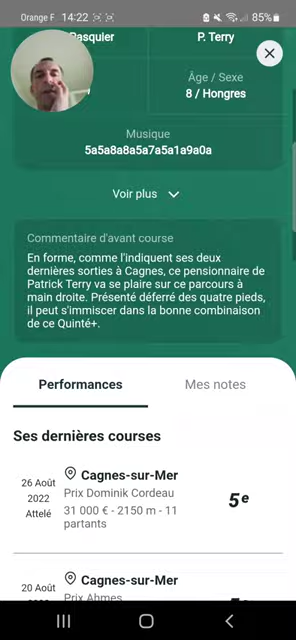 Orange F 14:22 85%
Pasquier P. Terry
Âge / Sexe
8 / Hongres
Musique
5a5a8a8a5a7a5a1a9a0a
Voir plus
Commentaire d'avant course
En forme, comme l'indiquent ses deux
dernières sorties à Cagnes, ce pensionnaire de
Patrick Terry va se plaire sur ce parcours à
main droite. Présenté déferré des quatre pieds,
il peut s'immiscer dans la bonne combinaison
de ce Quinté+.
Performances Mes notes
Ses dernières courses
26 Août
2022
Attelé
Cagnes-sur-Mer
Prix Dominik Cordeau
31 000 € - 2150 m - 11
partants
5e
20 Août
Cagnes-sur-Mer
Prix Ahmes